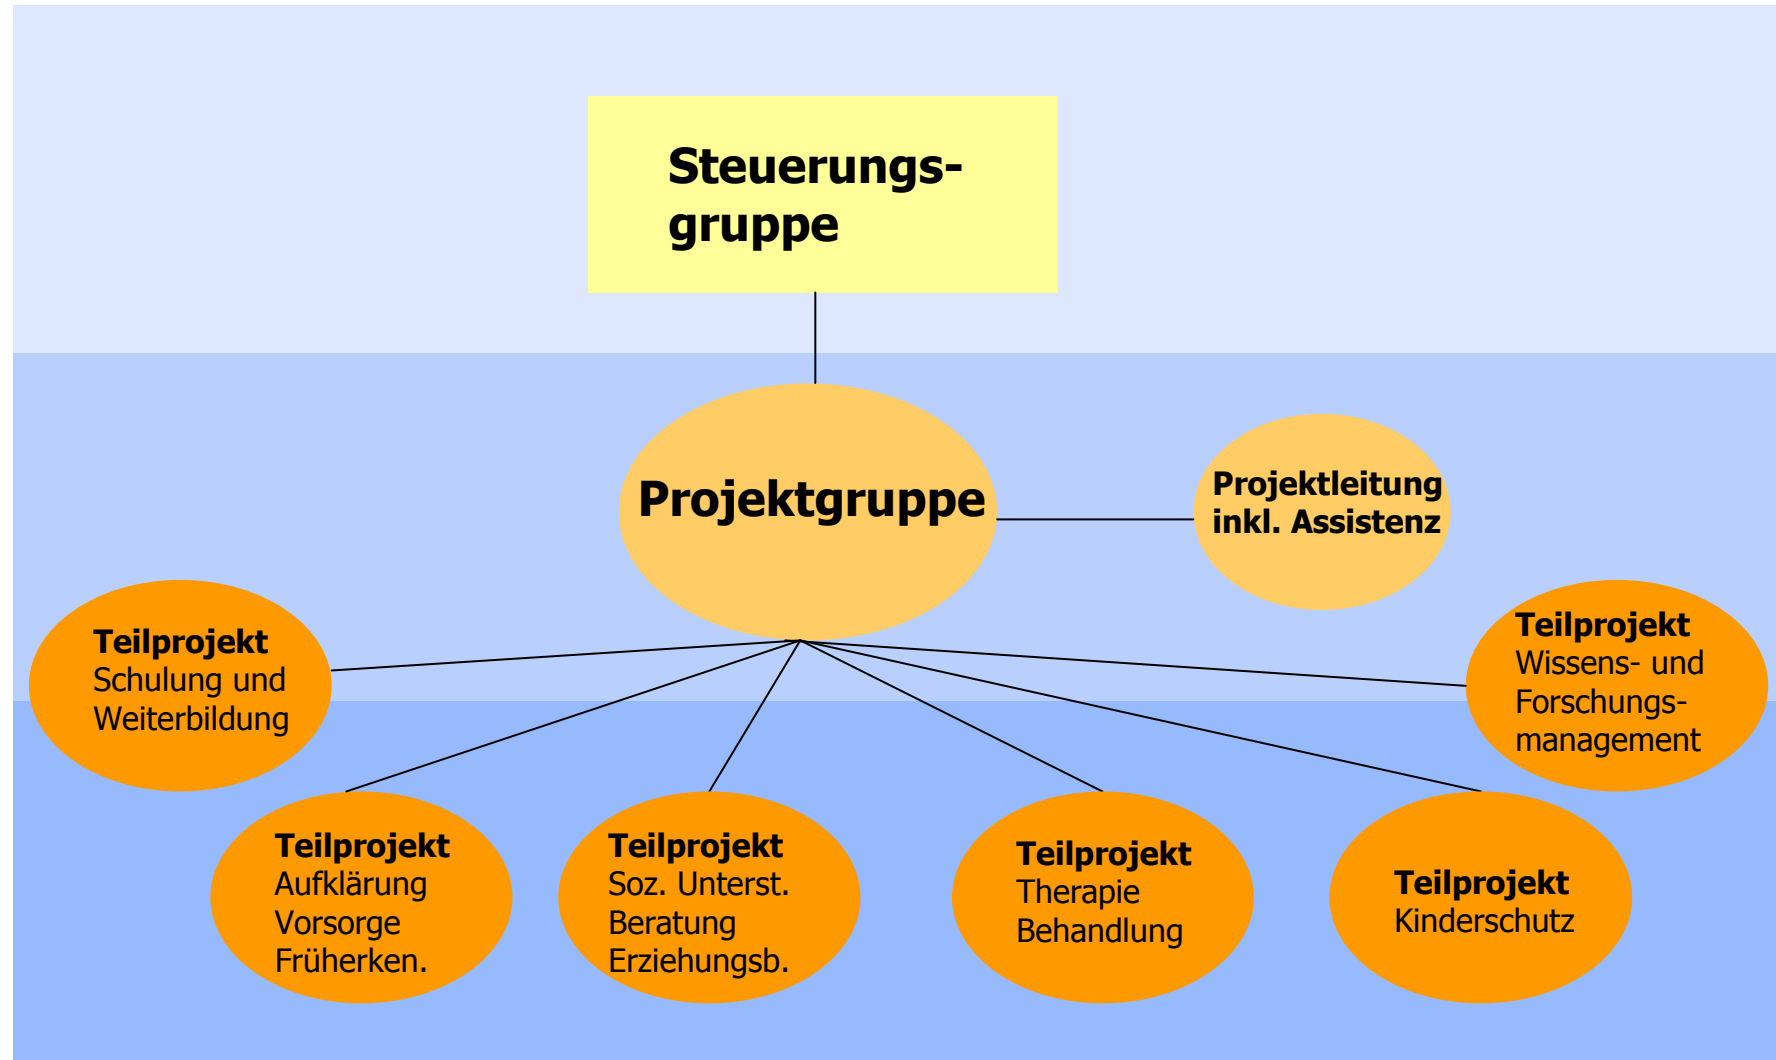 Steuerungs-
gruppe
Projektgruppe
Projektleitung
inkl. Assistenz
Teilprojekt
Schulung und
Weiterbildung
Teilprojekt
Wissens- und
Forschungs-
management
Teilprojekt
Aufklärung
Vorsorge
Früherken.
Teilprojekt
Soz. Unterst.
Beratung
Erziehungsb.
Teilprojekt
Therapie
Behandlung
Teilprojekt
Kinderschutz